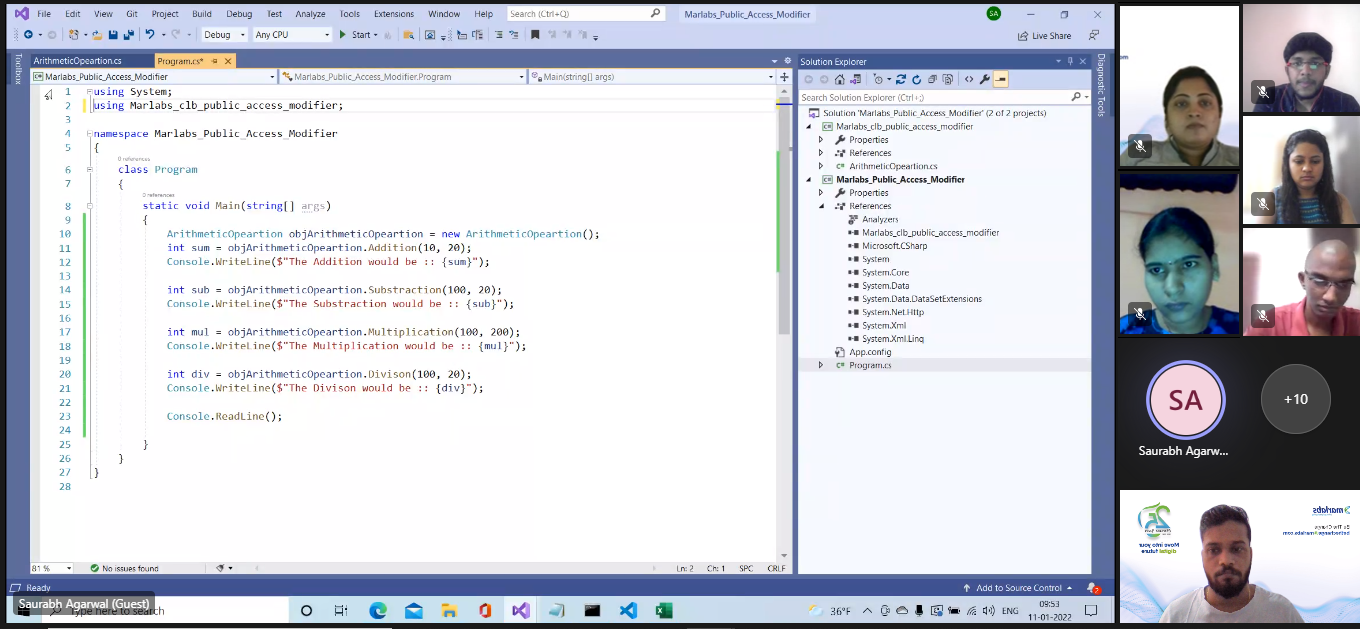 File Edit View Git Project Build Debug Test Analyze Tools Extensions Window Help Search (Ctrl+Q) Marlabs_Public_Access_Modifier SA
Debug Any CPU Start Live Share
Toolbox
ArithmeticOpeartion.cs Program.cs*
Marlabs_Public_Access_Modifier Marlabs_Public_Access_Modifier.Program Main(string[] args)
1 using System;
2 using Marlabs_clb_public_access_modifier;
3
4 namespace Marlabs_Public_Access_Modifier
5 {
0 references
6 class Program
7 {
0 references
8 static void Main(string[] args)
9 {
10 ArithmeticOpeartion objArithmeticOpeartion = new ArithmeticOpeartion();
11 int sum = objArithmeticOpeartion.Addition(10, 20);
12 Console.WriteLine($"The Addition would be :: {sum}");
13
14 int sub = objArithmeticOpeartion.Substraction(100, 20);
15 Console.WriteLine($"The Substraction would be :: {sub}");
16
17 int mul = objArithmeticOpeartion.Multiplication(100, 200);
18 Console.WriteLine($"The Multiplication would be :: {mul}");
19
20 int div = objArithmeticOpeartion.Divison(100, 20);
21 Console.WriteLine($"The Divison would be :: {div}");
22
23 Console.ReadLine();
24
25 }
26 }
27 }
28
81 % No issues found Ln: 2 Ch: 1 SPC CRLF
Solution Explorer
Search Solution Explorer (Ctrl+;)
Solution 'Marlabs_Public_Access_Modifier' (2 of 2 projects)
Marlabs_clb_public_access_modifier
Properties
References
ArithmeticOpeartion.cs
Marlabs_Public_Access_Modifier
Properties
References
Analyzers
Marlabs_clb_public_access_modifier
Microsoft.CSharp
System
System.Core
System.Data
System.Data.DataSetExtensions
System.Net.Http
System.Xml
System.Xml.Linq
App.config
Program.cs
Diagnostic Tools
Ready Add to Source Control 2
Saurabh Agarwal (Guest)
Type here to search
36°F ENG 09:53
11-01-2022
SA
Saurabh Agarw...
+10
marlabs
Move into your
digital future